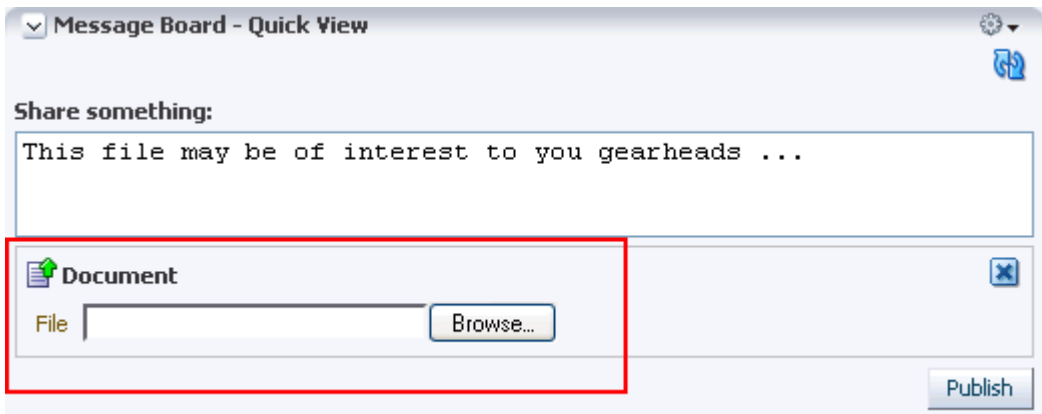 Message Board - Quick View
Share something:
This file may be of interest to you gearheads ...
Document
File Browse...
Publish